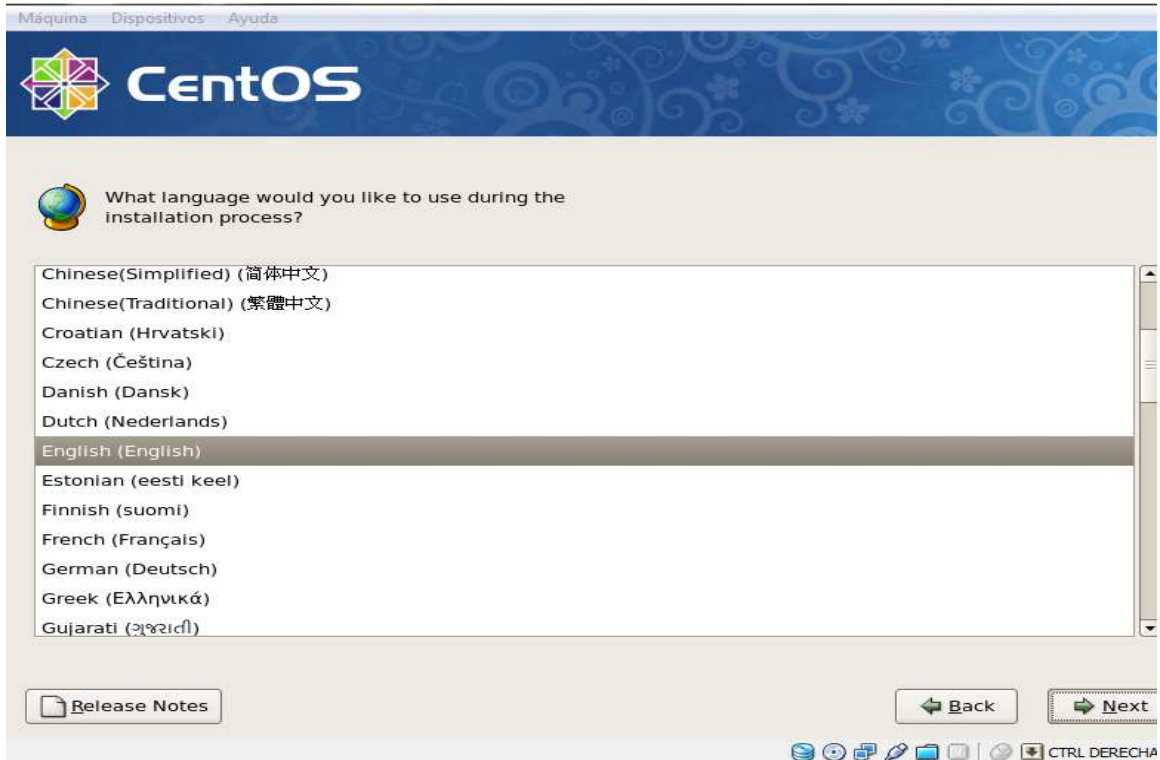 Máquina Dispositivos Ayuda
CentOS
What language would you like to use during the
installation process?
Chinese(Simplified) (简体中文)
Chinese(Traditional) (繁體中文)
Croatian (Hrvatski)
Czech (Čeština)
Danish (Dansk)
Dutch (Nederlands)
English (English)
Estonian (eesti keel)
Finnish (suomi)
French (Français)
German (Deutsch)
Greek (Ελληνικά)
Gujarati (ગુજરાતી)
Release Notes Back Next
CTRL DERECHA